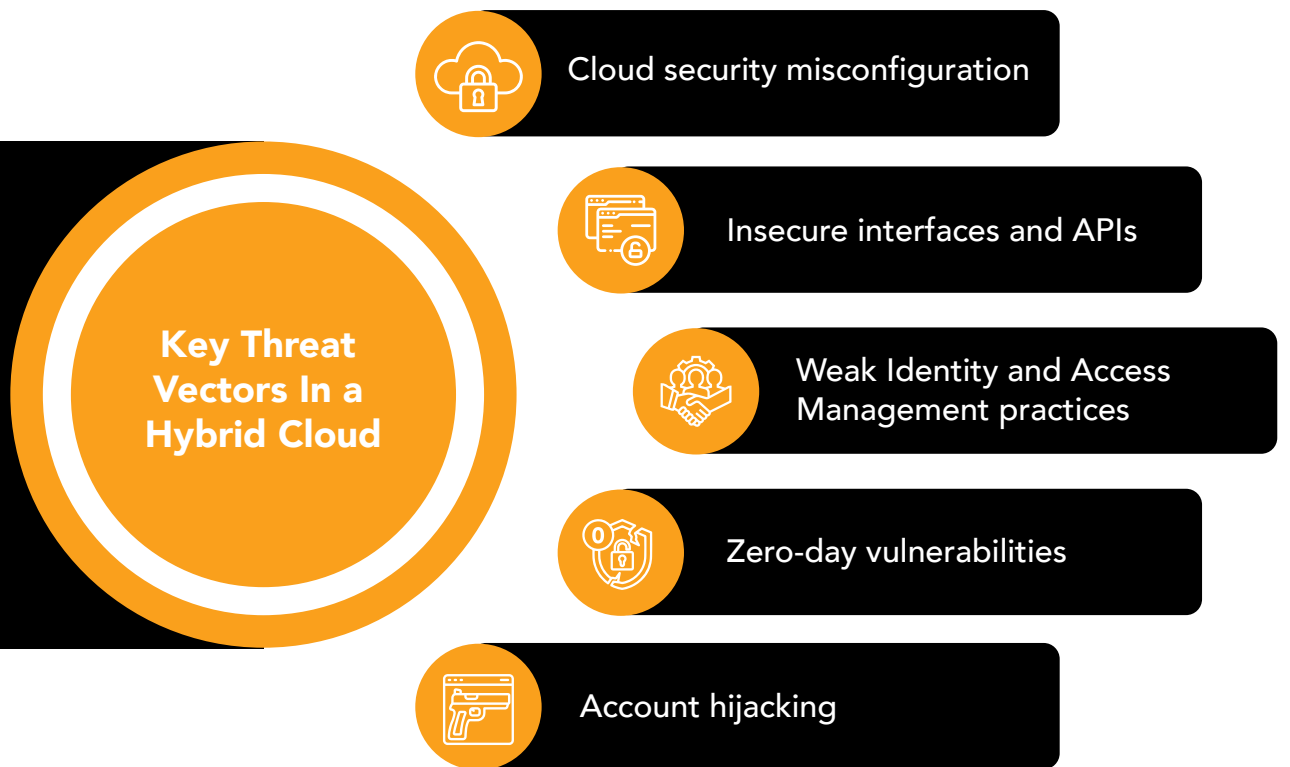 Cloud security misconfiguration
Insecure interfaces and APIs
Key Threat
Vectors In a
Hybrid Cloud
Weak Identity and Access
Management practices
0
Zero-day vulnerabilities
Account hijacking